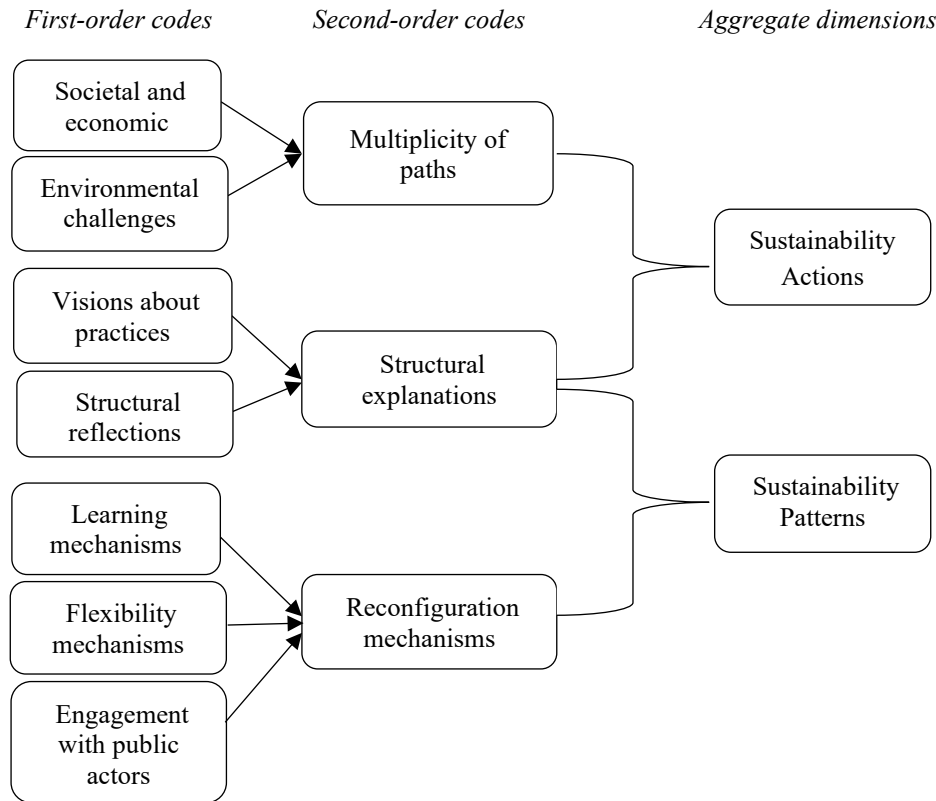 First-order codes
Second-order codes
Aggregate dimensions
Societal and
economic
Environmental
challenges
Visions about
practices
Structural
reflections
Learning
mechanisms
Flexibility
mechanisms
Engagement
with public
actors
Multiplicity of
paths
Structural
explanations
Reconfiguration
mechanisms
Sustainability
Actions
Sustainability
Patterns